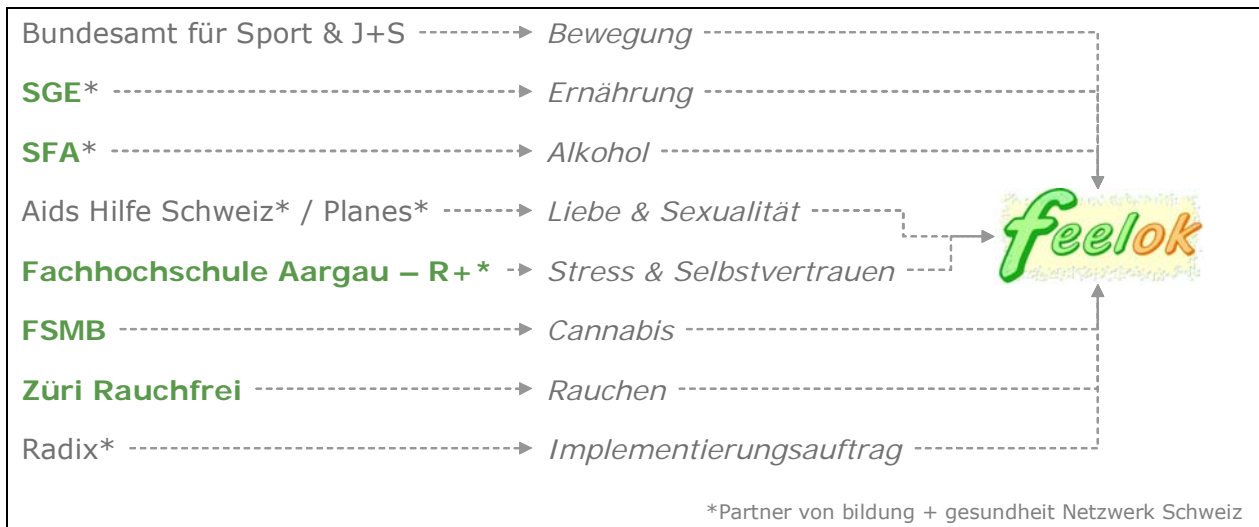 Bundesamt für Sport & J+S Bewegung
SGE* Ernährung
SFA* Alkohol
Aids Hilfe Schweiz* / Planes* Liebe & Sexualität
feelok
Fachhochschule Aargau – R+* Stress & Selbstvertrauen
FSMB Cannabis
Züri Rauchfrei Rauchen
Radix* Implementierungsauftrag
*Partner von bildung + gesundheit Netzwerk Schweiz